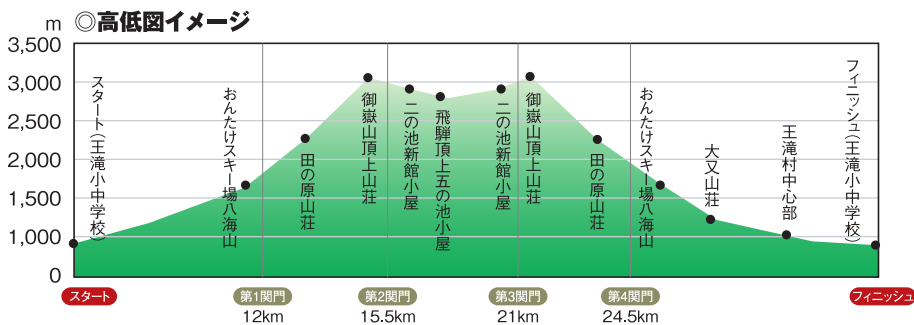 m ◎高低図イメージ
3,500
3,000
2,500
2,000
1,500
1,000
0
スタート(王滝小中学校)
おんたけスキー場八海山
田の原山荘
御嶽山頂上山荘
二の池新館小屋
飛騨頂上五の池小屋
二の池新館小屋
御嶽山頂上山荘
田の原山荘
おんたけスキー場八海山
大又山荘
王滝村中心部
フィニッシュ(王滝小中学校)
スタート
第1関門
12km
第2関門
15.5km
第3関門
21km
第4関門
24.5km
フィニッシュ